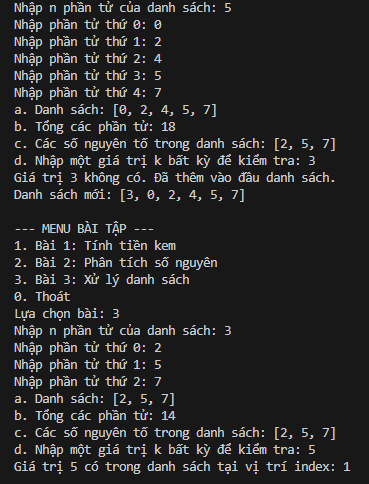 Nhập n phần tử của danh sách: 5
Nhập phần tử thứ 0: 0
Nhập phần tử thứ 1: 2
Nhập phần tử thứ 2: 4
Nhập phần tử thứ 3: 5
Nhập phần tử thứ 4: 7
a. Danh sách: [0, 2, 4, 5, 7]
b. Tổng các phần tử: 18
c. Các số nguyên tố trong danh sách: [2, 5, 7]
d. Nhập một giá trị k bất kỳ để kiểm tra: 3
Giá trị 3 không có. Đã thêm vào đầu danh sách.
Danh sách mới: [3, 0, 2, 4, 5, 7]

--- MENU BÀI TẬP ---
1. Bài 1: Tính tiền kem
2. Bài 2: Phân tích số nguyên
3. Bài 3: Xử lý danh sách
0. Thoát
Lựa chọn bài: 3
Nhập n phần tử của danh sách: 3
Nhập phần tử thứ 0: 2
Nhập phần tử thứ 1: 5
Nhập phần tử thứ 2: 7
a. Danh sách: [2, 5, 7]
b. Tổng các phần tử: 14
c. Các số nguyên tố trong danh sách: [2, 5, 7]
d. Nhập một giá trị k bất kỳ để kiểm tra: 5
Giá trị 5 có trong danh sách tại vị trí index: 1